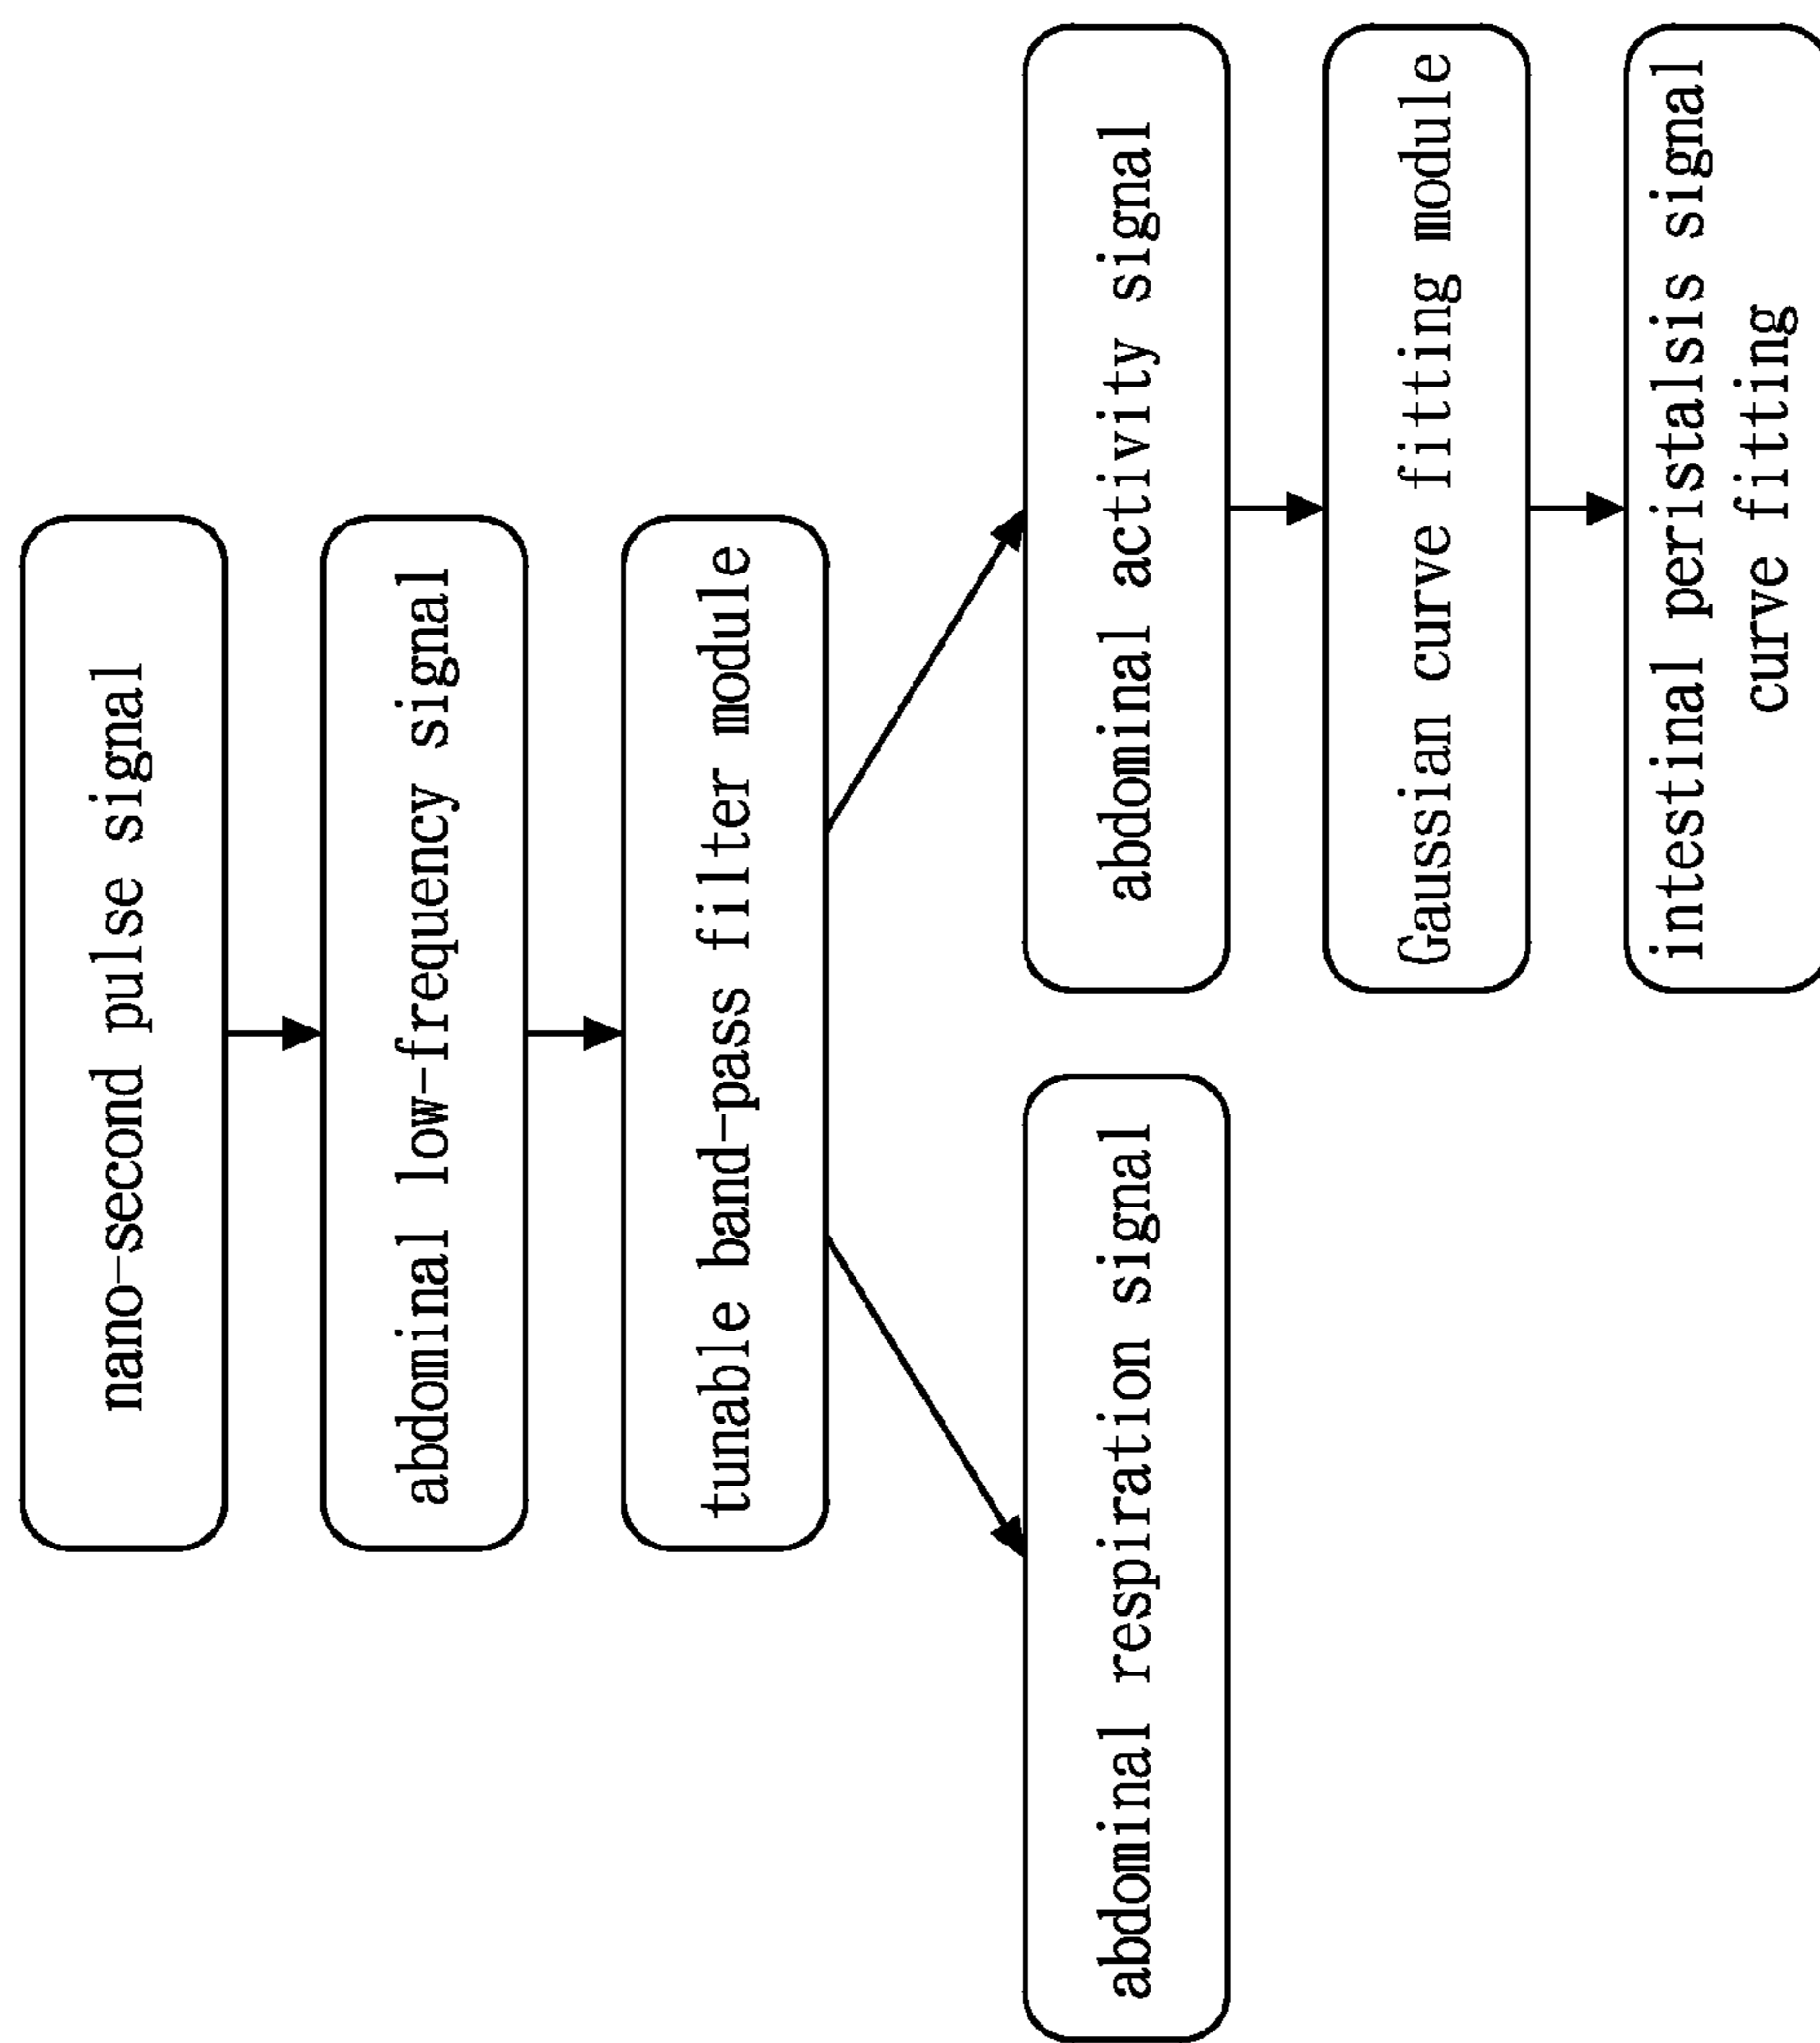 nano-second pulse signal
abdominal low-frequency signal
tunable band-pass filter module
abdominal respiration signal
abdominal activity signal
Gaussian curve fitting module
intestinal peristalsis signal
curve fitting